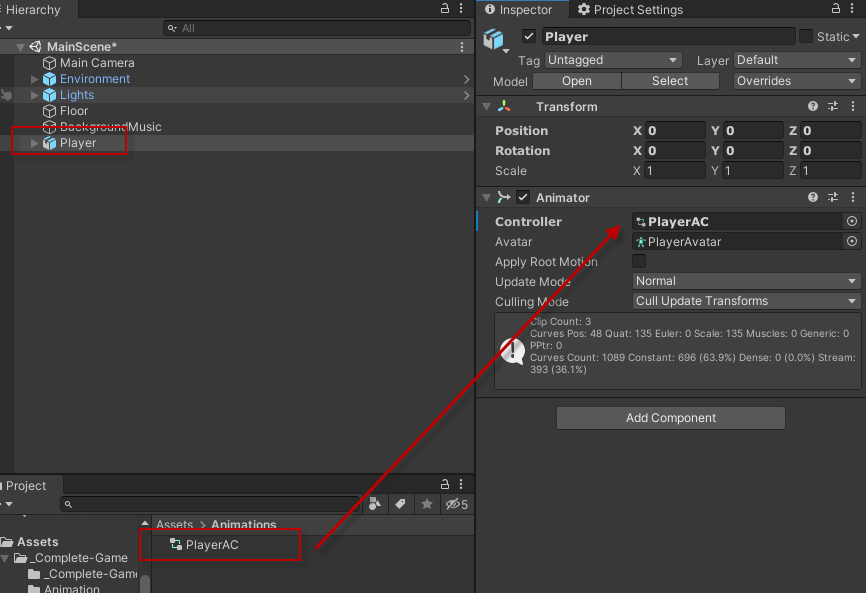 Hierarchy
All
MainScene*
Main Camera
Environment
Lights
Floor
BackgroundMusic
Player
Project
5
Assets > Animations
PlayerAC
Assets
_Complete-Game
_Complete-Game
Animation
Inspector
Project Settings
Player
Static
Tag Untagged Layer Default
Model Open Select Overrides
Transform
Position X 0 Y 0 Z 0
Rotation X 0 Y 0 Z 0
Scale X 1 Y 1 Z 1
Animator
Controller PlayerAC
Avatar PlayerAvatar
Apply Root Motion
Update Mode Normal
Culling Mode Cull Update Transforms
Clip Count: 3
Curves Pos: 48 Quat: 135 Euler: 0 Scale: 135 Muscles: 0 Generic: 0
PPtr: 0
Curves Count: 1089 Constant: 696 (63.9%) Dense: 0 (0.0%) Stream:
393 (36.1%)
Add Component